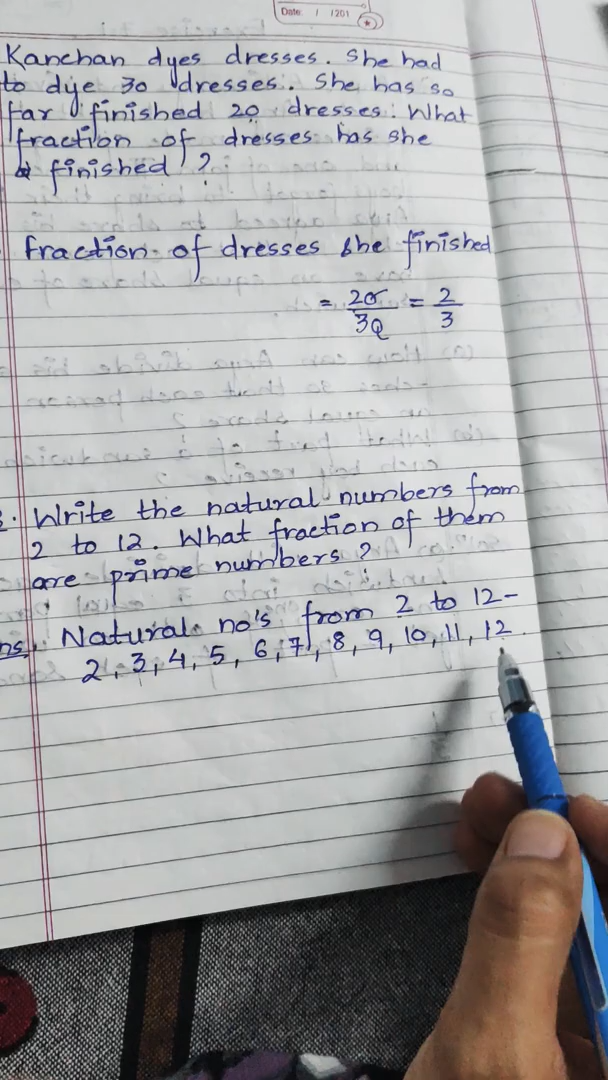 Date: / /201
Kanchan dyes dresses. She had
to dye 30 dresses. She has so
far finished 20 dresses. What
fraction of dresses has she
finished ?
fraction of dresses she finished
= 20/30 = 2/3
3. Write the natural numbers from
2 to 12. What fraction of them
are prime numbers ?
Ans. Natural no's from 2 to 12-
2, 3, 4, 5, 6, 7, 8, 9, 10, 11, 12